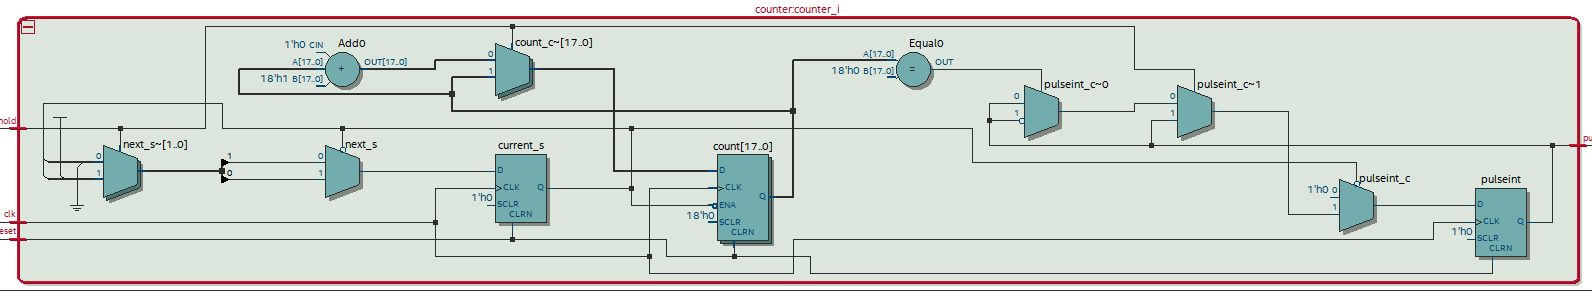 counter:counter_i
1'h0 CIN
Add0
A[17..0]
OUT[17..0]
18'h1 B[17..0]
count_c~[17..0]
0
1
Equal0
A[17..0]
OUT
18'h0 B[17..0]
pulseint_c~0
0
1
pulseint_c~1
0
1
hold
next_s~[1..0]
0
1
1
0
next_s
0
1
current_s
D
CLK
Q
1'h0
SCLR
CLRN
count[17..0]
D
CLK
Q
ENA
18'h0
SCLR
CLRN
pu
pulseint_c
1'h0 0
1
pulseint
D
CLK
Q
1'h0
SCLR
CLRN
clk
eset